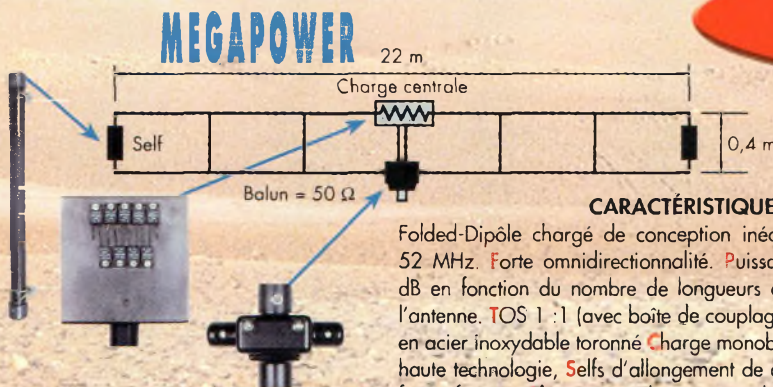 MEGAPOWER
22 m
Charge centrale
Self
0,4 m
Balun = 50 Ω
CARACTÉRISTIQUE
Folded-Dipôle chargé de conception inéd
52 MHz. Forte omnidirectionnalité. Puissa
dB en fonction du nombre de longueurs
l'antenne. TOS 1 :1 (avec boîte de couplag
en acier inoxydable toronné Charge monob
haute technologie, Selfs d'allongement de